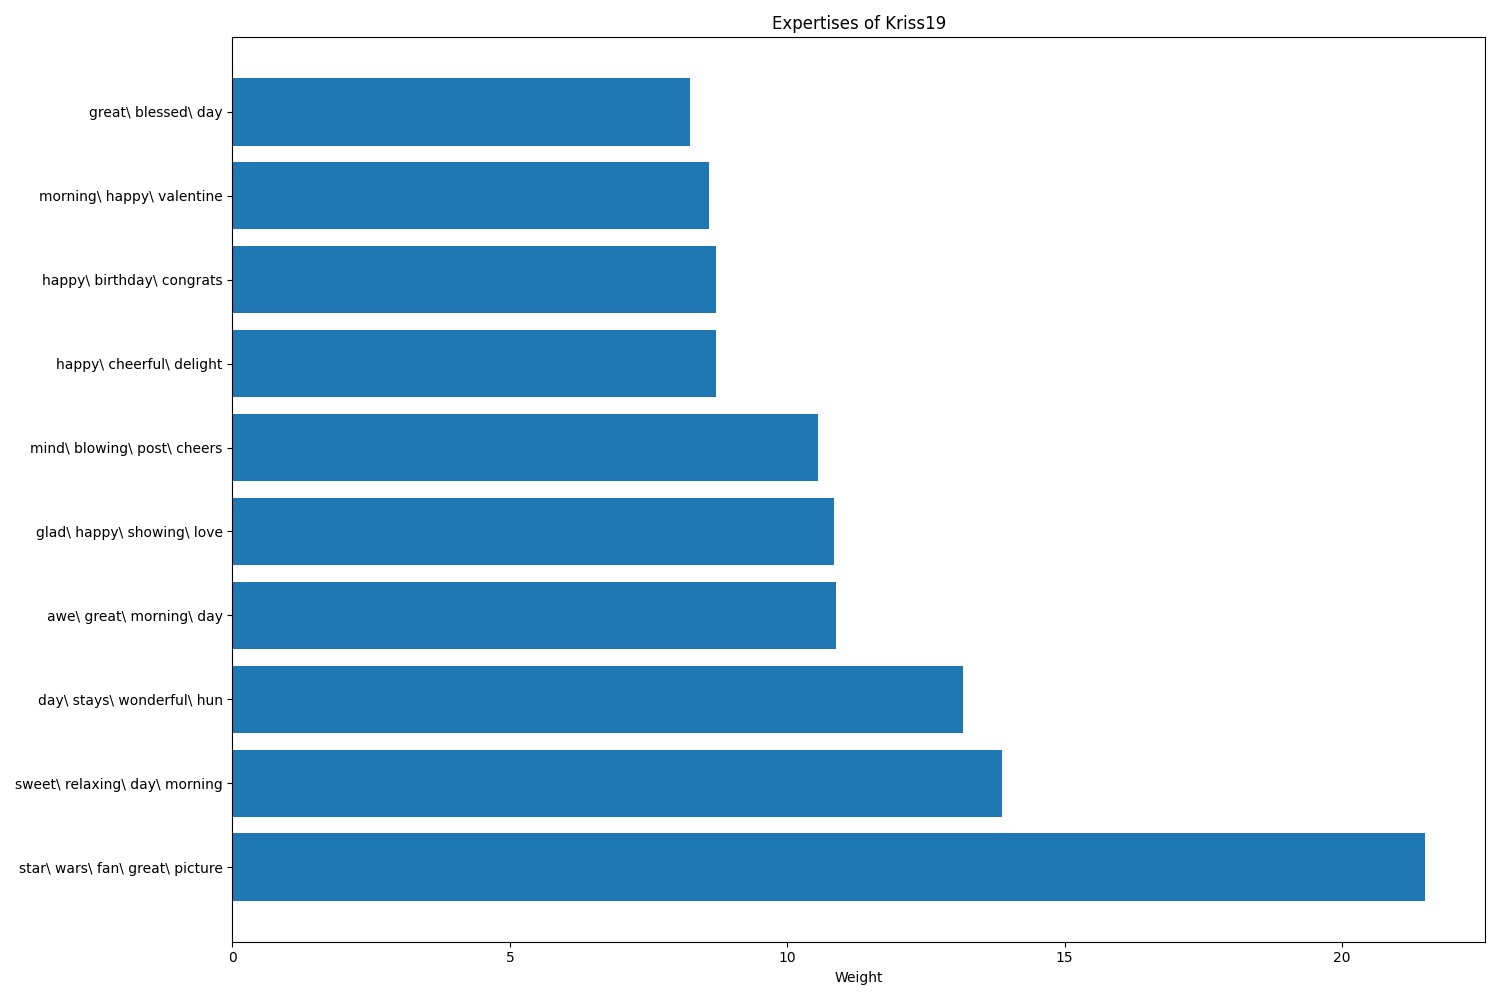 Expertises of Kriss19
great\ blessed\ day
morning\ happy\ valentine
happy\ birthday\ congrats
happy\ cheerful\ delight
mind\ blowing\ post\ cheers
glad\ happy\ showing\ love
awe\ great\ morning\ day
day\ stays\ wonderful\ hun
sweet\ relaxing\ day\ morning
star\ wars\ fan\ great\ picture
0 5 10 15 20
Weight